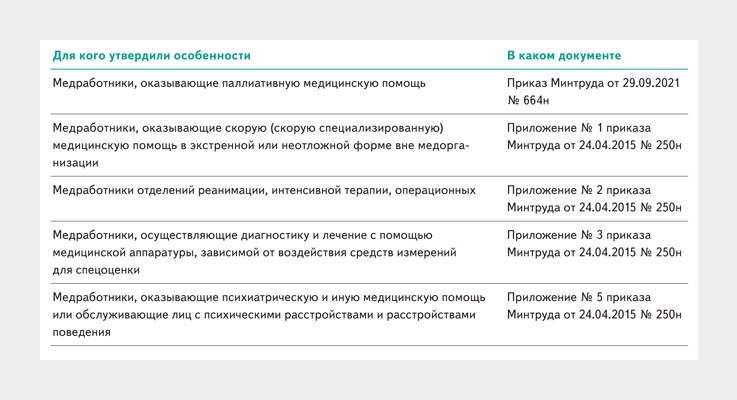 Для кого утвердили особенности
В каком документе
Медработники, оказывающие паллиативную медицинскую помощь
Приказ Минтруда от 29.09.2021
№ 664н
Медработники, оказывающие скорую (скорую специализированную)
медицинскую помощь в экстренной или неотложной форме вне медорга-
низации
Приложение № 1 приказа
Минтруда от 24.04.2015 № 250н
Медработники отделений реанимации, интенсивной терапии, операционных
Приложение № 2 приказа
Минтруда от 24.04.2015 № 250н
Медработники, осуществляющие диагностику и лечение с помощью
медицинской аппаратуры, зависимой от воздействия средств измерений
для спецоценки
Приложение № 3 приказа
Минтруда от 24.04.2015 № 250н
Медработники, оказывающие психиатрическую и иную медицинскую помощь
или обслуживающие лиц с психическими расстройствами и расстройствами
поведения
Приложение № 5 приказа
Минтруда от 24.04.2015 № 250н